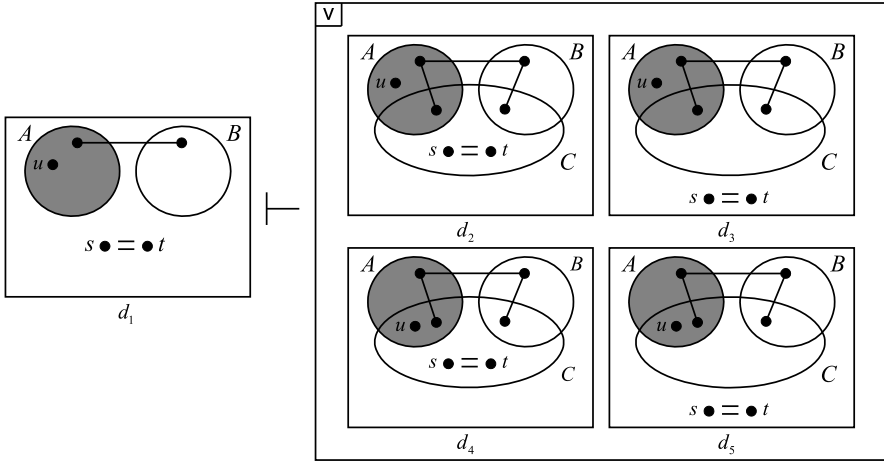 V
A B A B
u u
A B s = t C C
u s = t
d2 d3
s = t A B A B
u u
d1 s = t C C
s = t
d4 d5